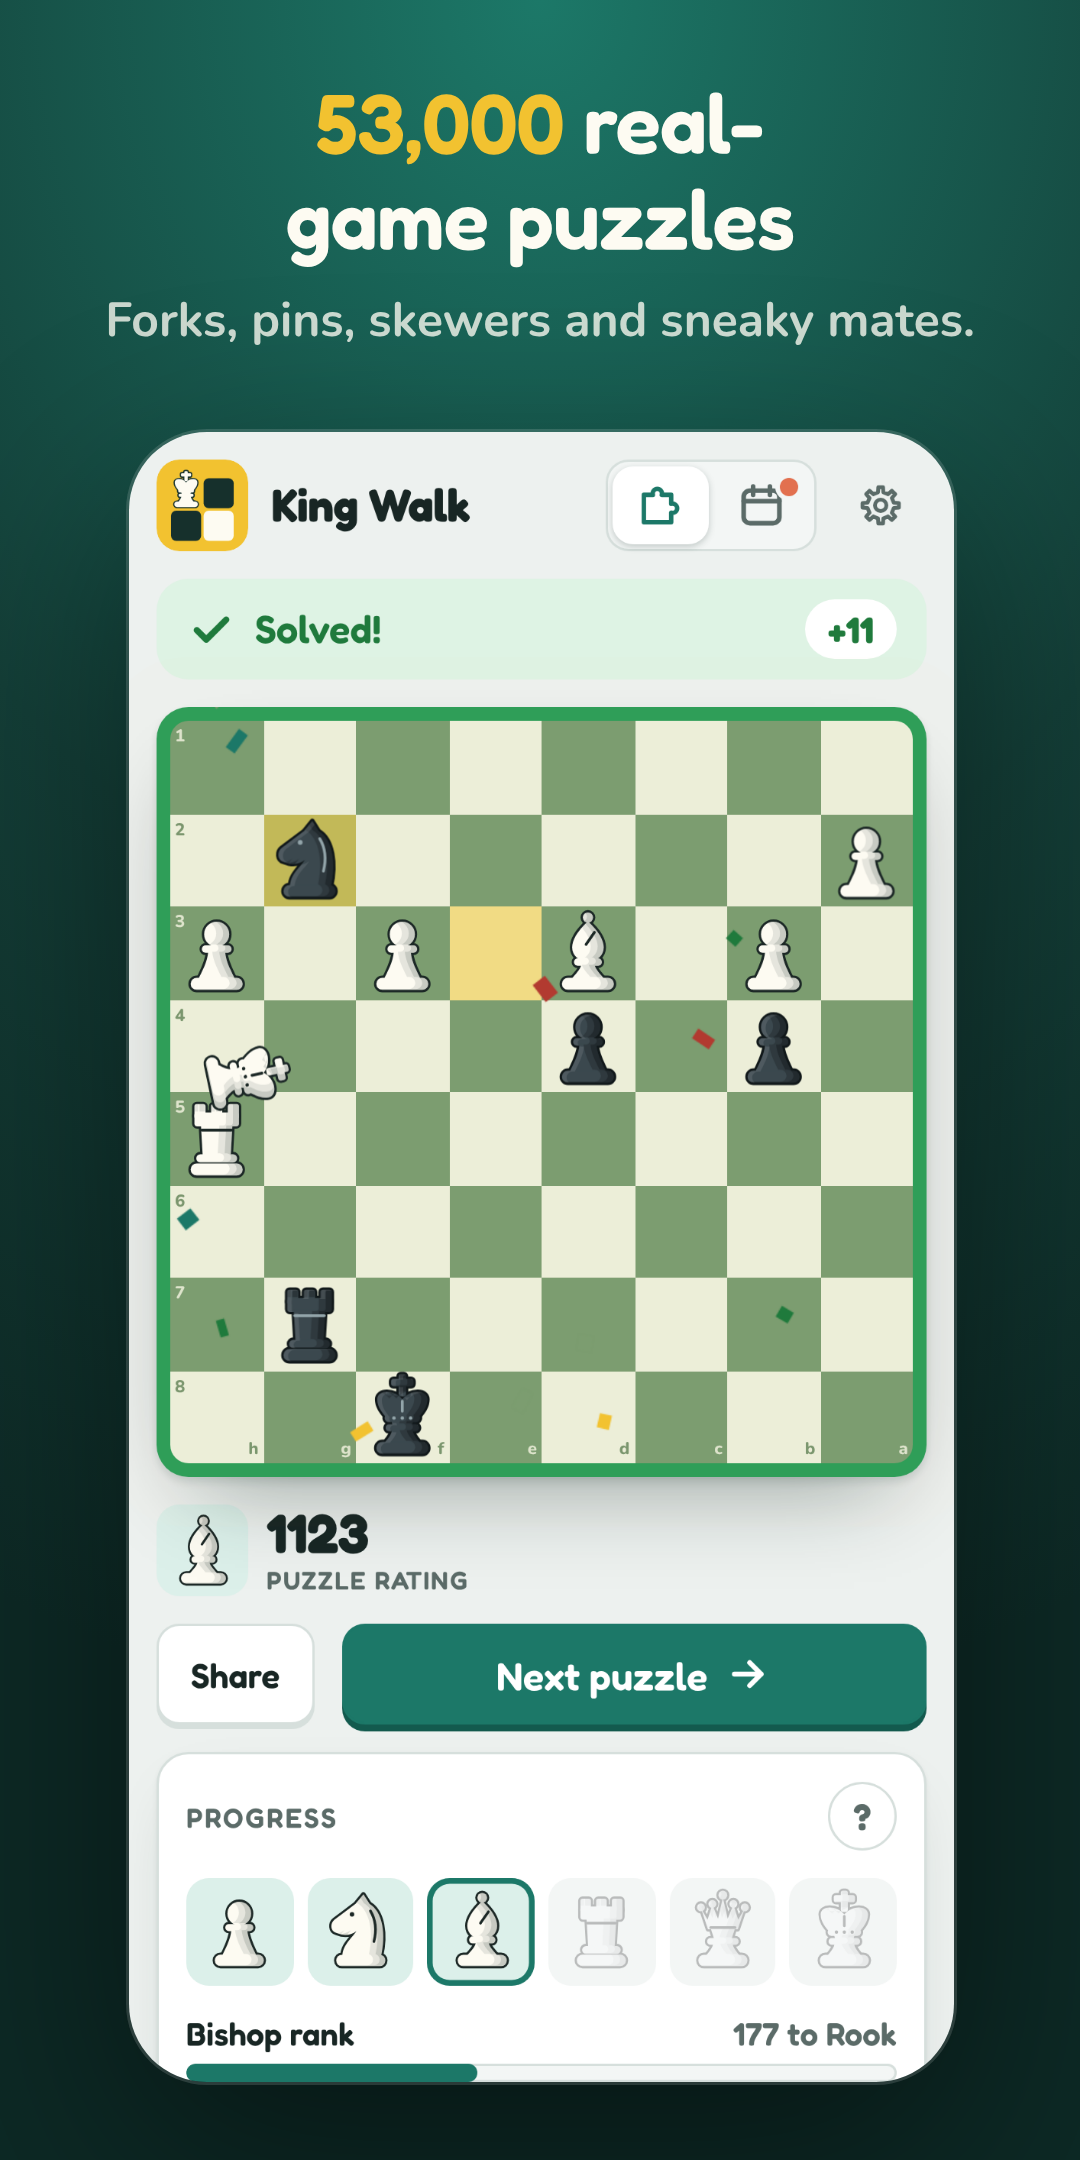 53,000 real-
game puzzles
Forks, pins, skewers and sneaky mates.
King Walk
Solved!
+11
1
2
3
4
5
6
7
8
h g f e d c b a
1123
PUZZLE RATING
Share
Next puzzle
PROGRESS
?
Bishop rank
177 to Rook